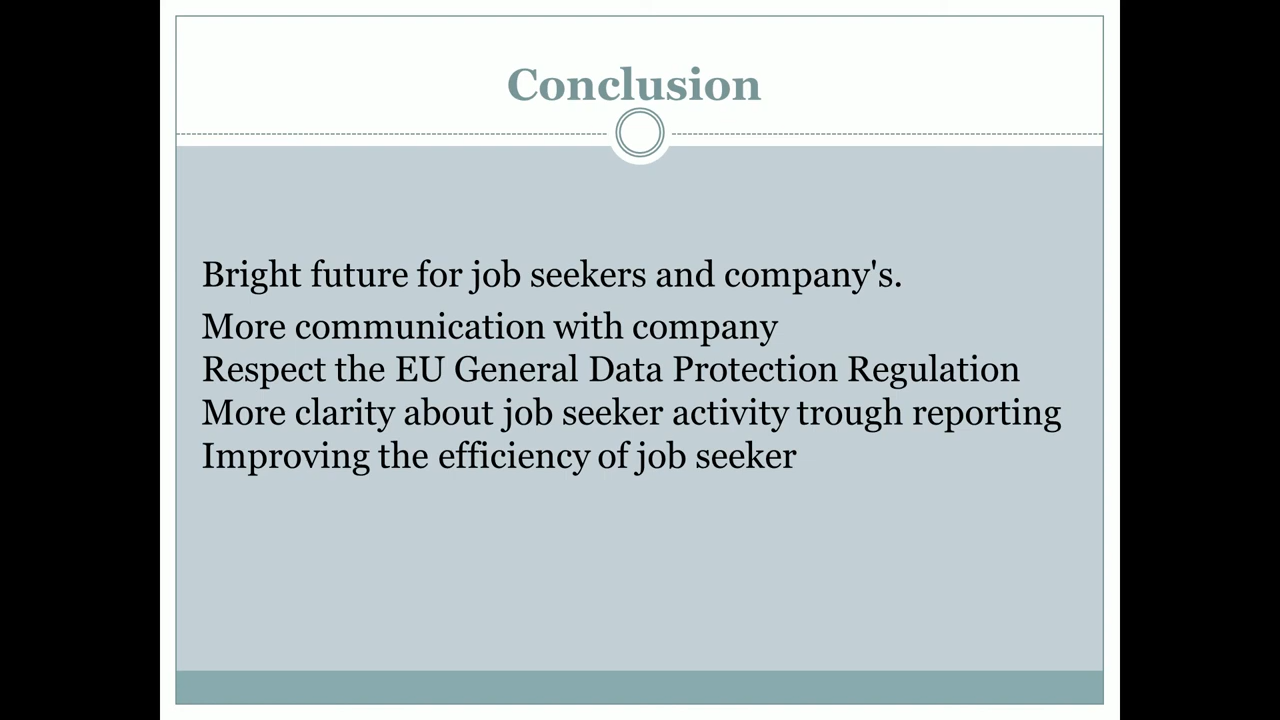 Conclusion
Bright future for job seekers and company's.
More communication with company
Respect the EU General Data Protection Regulation
More clarity about job seeker activity trough reporting
Improving the efficiency of job seeker